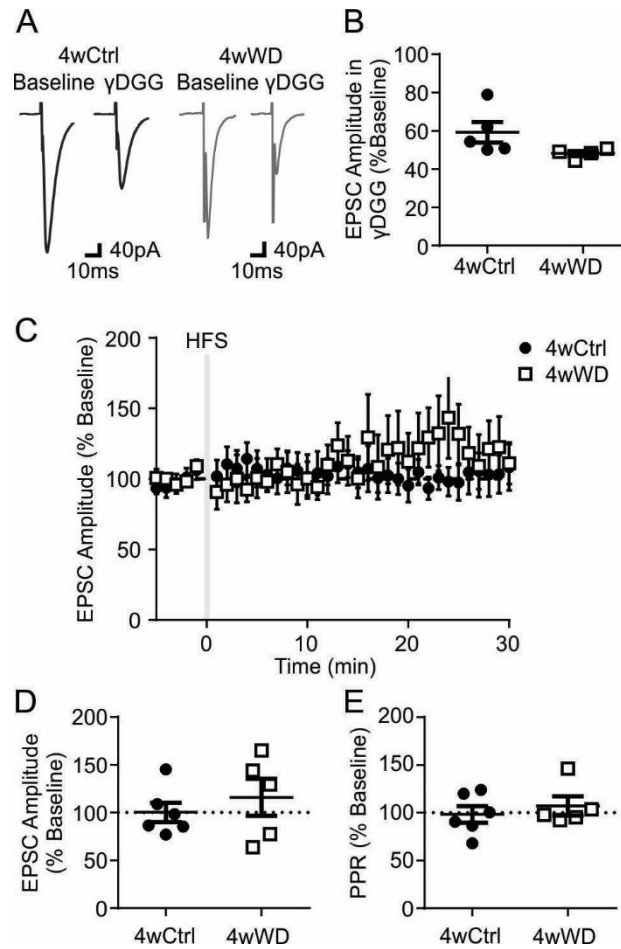 A
4wCtrl 4wWD
Baseline γDGG Baseline γDGG
40pA 40pA
10ms 10ms
B
EPSC Amplitude in
γDGG (%Baseline)
100
80
60
40
20
0
4wCtrl 4wWD
C
EPSC Amplitude (% Baseline)
200
150
100
50
0
HFS
4wCtrl
4wWD
0 10 20 30
Time (min)
D
EPSC Amplitude
(% Baseline)
200
150
100
50
0
4wCtrl 4wWD
E
PPR (% Baseline)
200
150
100
50
0
4wCtrl 4wWD